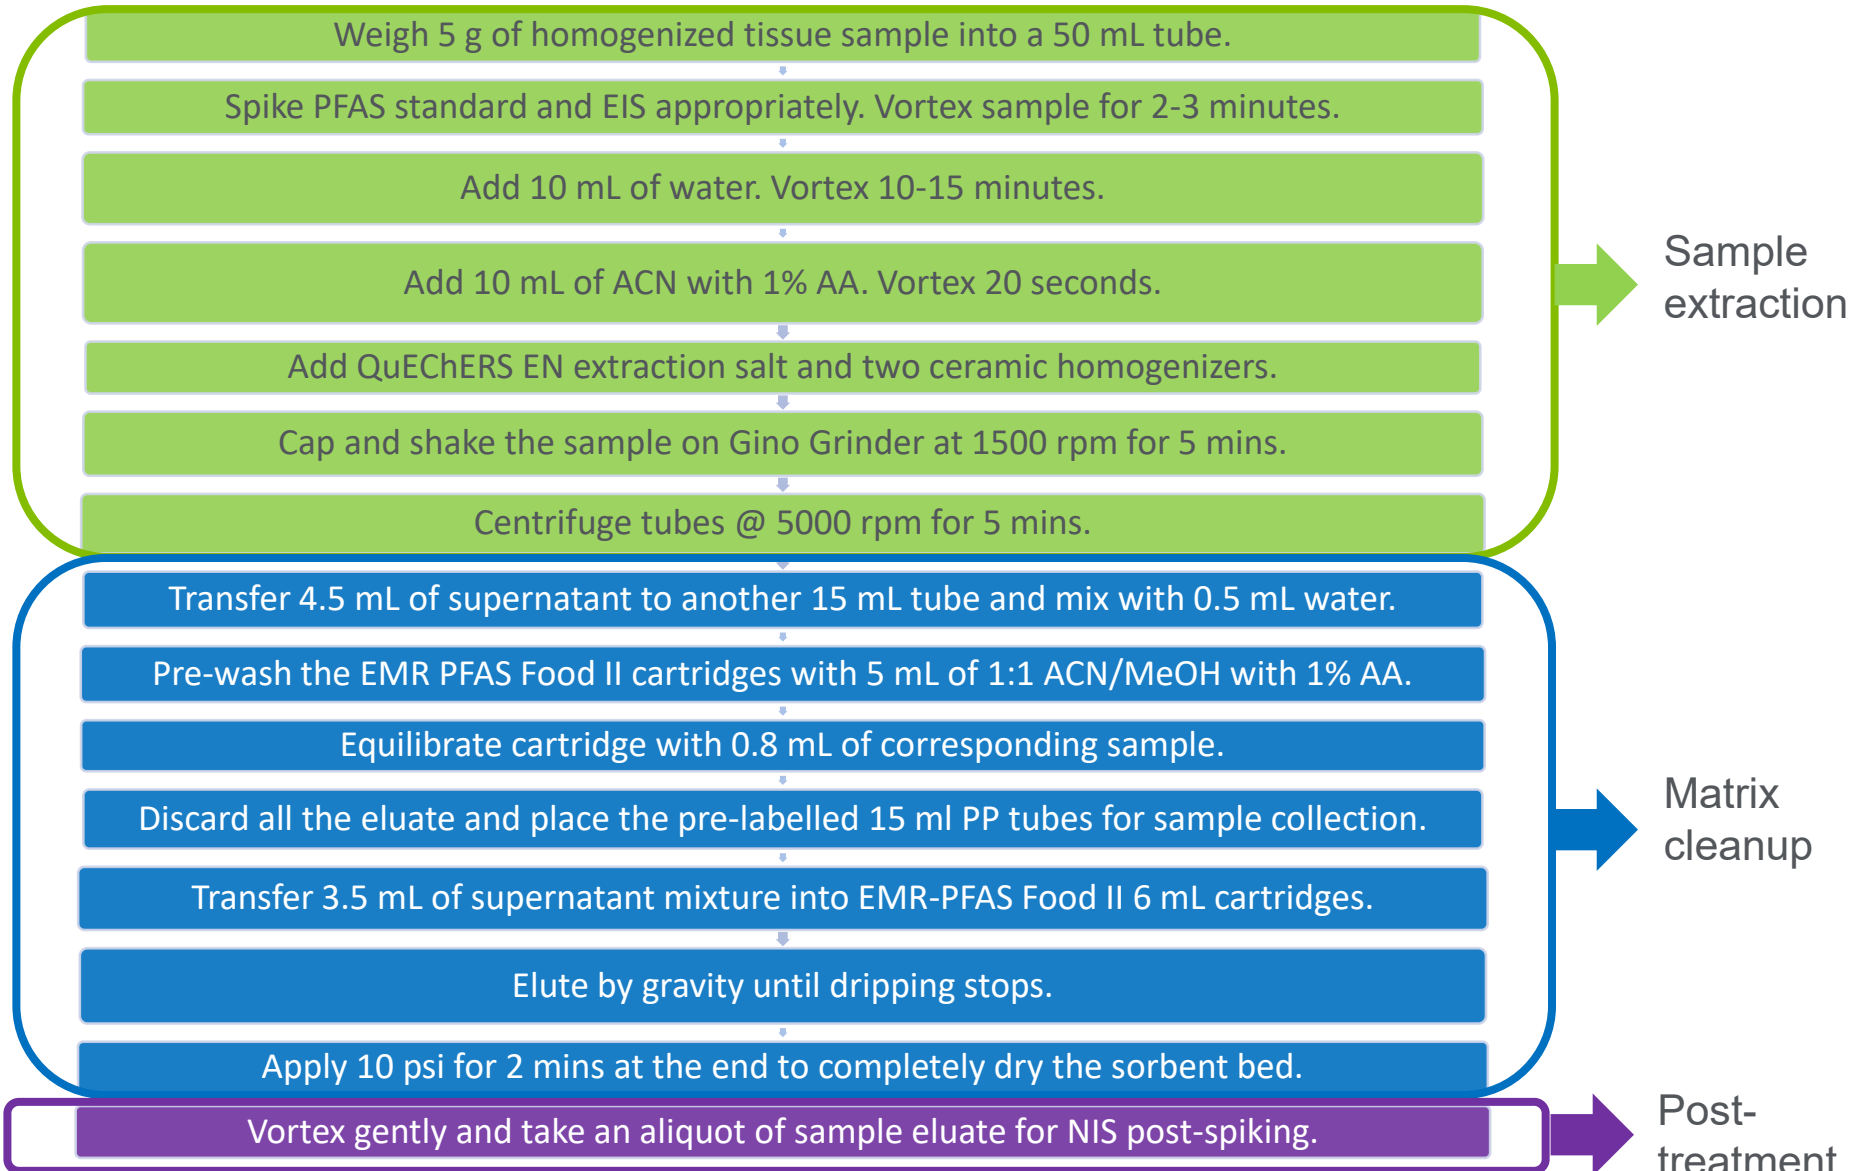 Weigh 5 g of homogenized tissue sample into a 50 mL tube.
Spike PFAS standard and EIS appropriately. Vortex sample for 2-3 minutes.
Add 10 mL of water. Vortex 10-15 minutes.
Add 10 mL of ACN with 1% AA. Vortex 20 seconds.
Add QuEChERS EN extraction salt and two ceramic homogenizers.
Cap and shake the sample on Gino Grinder at 1500 rpm for 5 mins.
Centrifuge tubes @ 5000 rpm for 5 mins.
Sample
extraction
Transfer 4.5 mL of supernatant to another 15 mL tube and mix with 0.5 mL water.
Pre-wash the EMR PFAS Food II cartridges with 5 mL of 1:1 ACN/MeOH with 1% AA.
Equilibrate cartridge with 0.8 mL of corresponding sample.
Discard all the eluate and place the pre-labelled 15 ml PP tubes for sample collection.
Transfer 3.5 mL of supernatant mixture into EMR-PFAS Food II 6 mL cartridges.
Elute by gravity until dripping stops.
Apply 10 psi for 2 mins at the end to completely dry the sorbent bed.
Matrix
cleanup
Vortex gently and take an aliquot of sample eluate for NIS post-spiking.
Post-
treatment